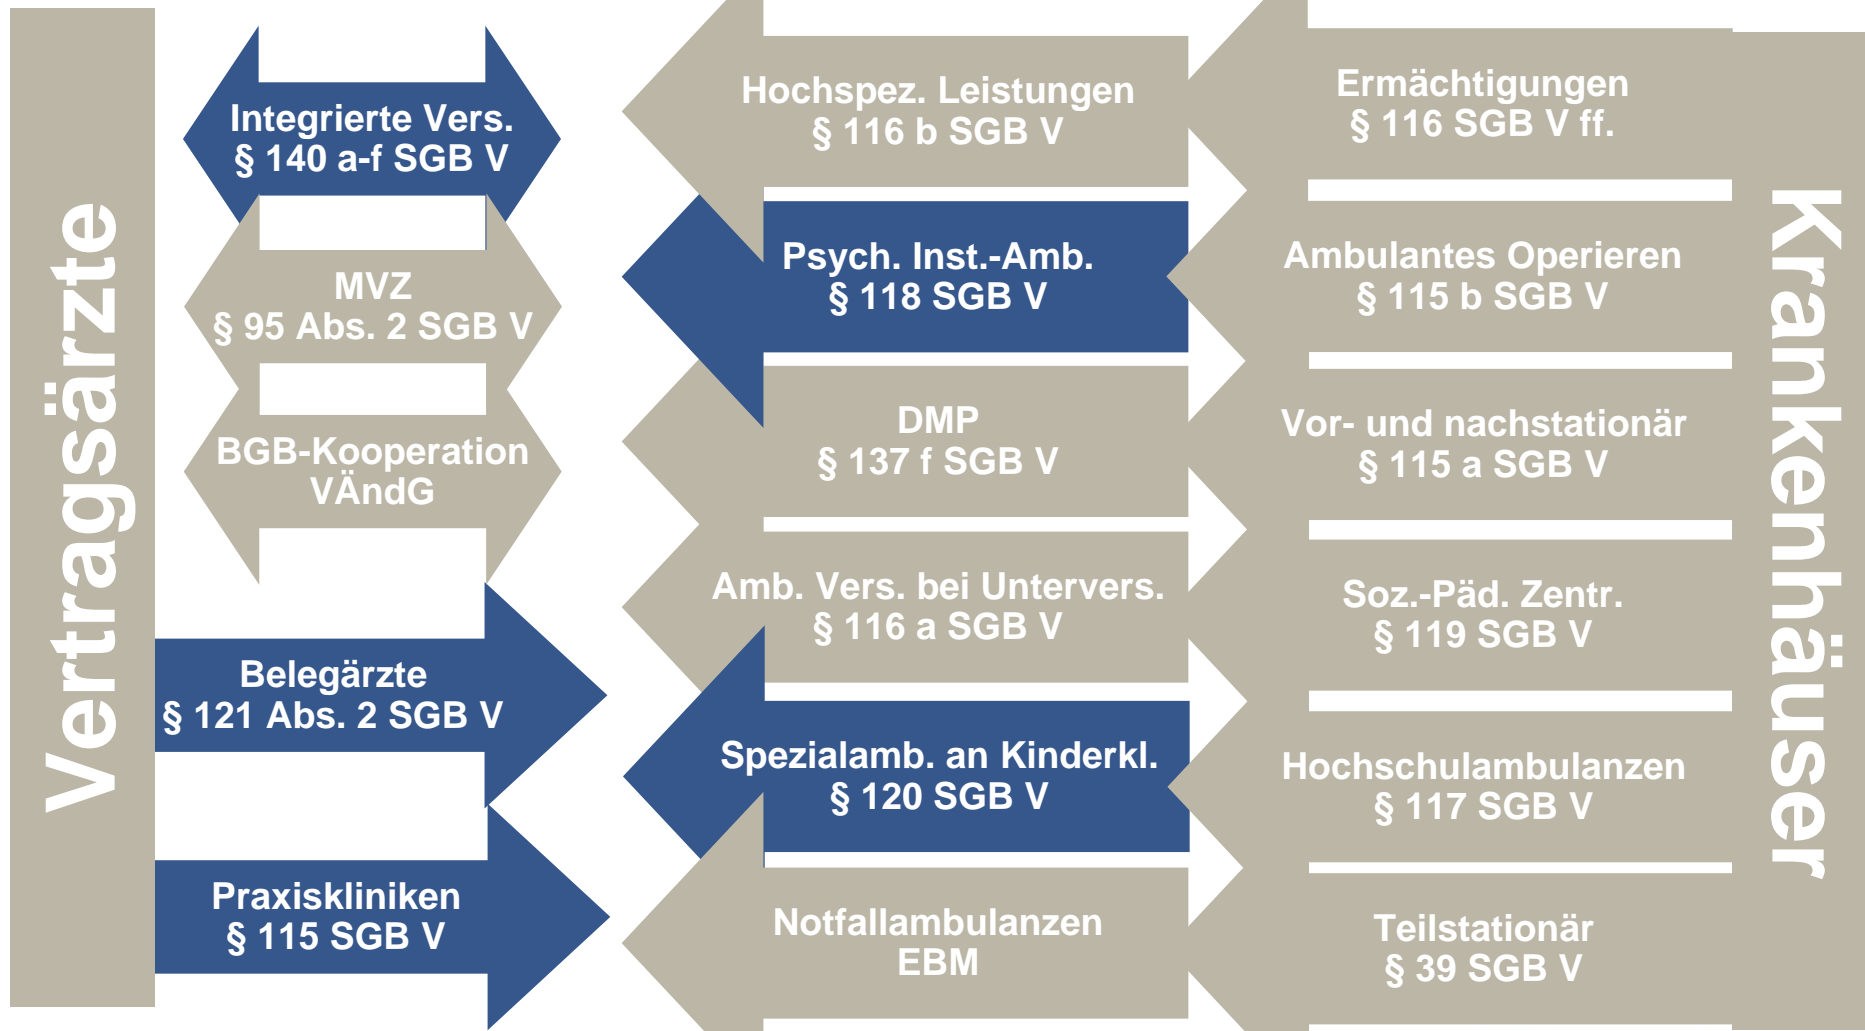 Vertragsärzte
Integrierte Vers.
§ 140 a-f SGB V
MVZ
§ 95 Abs. 2 SGB V
BGB-Kooperation
VÄndG
Belegärzte
§ 121 Abs. 2 SGB V
Praxiskliniken
§ 115 SGB V
Hochspez. Leistungen
§ 116 b SGB V
Psych. Inst.-Amb.
§ 118 SGB V
DMP
§ 137 f SGB V
Amb. Vers. bei Untervers.
§ 116 a SGB V
Spezialamb. an Kinderkl.
§ 120 SGB V
Notfallambulanzen
EBM
Ermächtigungen
§ 116 SGB V ff.
Ambulantes Operieren
§ 115 b SGB V
Vor- und nachstationär
§ 115 a SGB V
Soz.-Päd. Zentr.
§ 119 SGB V
Hochschulambulanzen
§ 117 SGB V
Teilstationär
§ 39 SGB V
Krankenhäuser